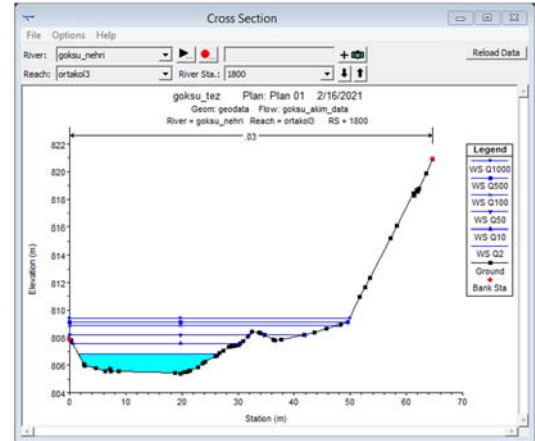 Cross Section
File Options Help
River: goksu_nehri
Reload Data
Reach: ortakol3 River Sta.: 1800
goksu_tez Plan: Plan 01 2/16/2021
Geom: geodata Flow: goksu_akim_data
River = goksu_nehri Reach = ortakol3 RS = 1800
.03
822
820
818
816
814
812
810
808
806
804
Elevation (m)
0 10 20 30 40 50 60 70
Station (m)
Legend
WS Q1000
WS Q500
WS Q100
WS Q50
WS Q10
WS Q2
Ground
Bank Sta